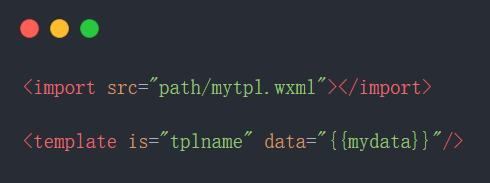 <import src="path/mytpl.wxml"></import>
<template is="tplname" data="{{mydata}}"/>